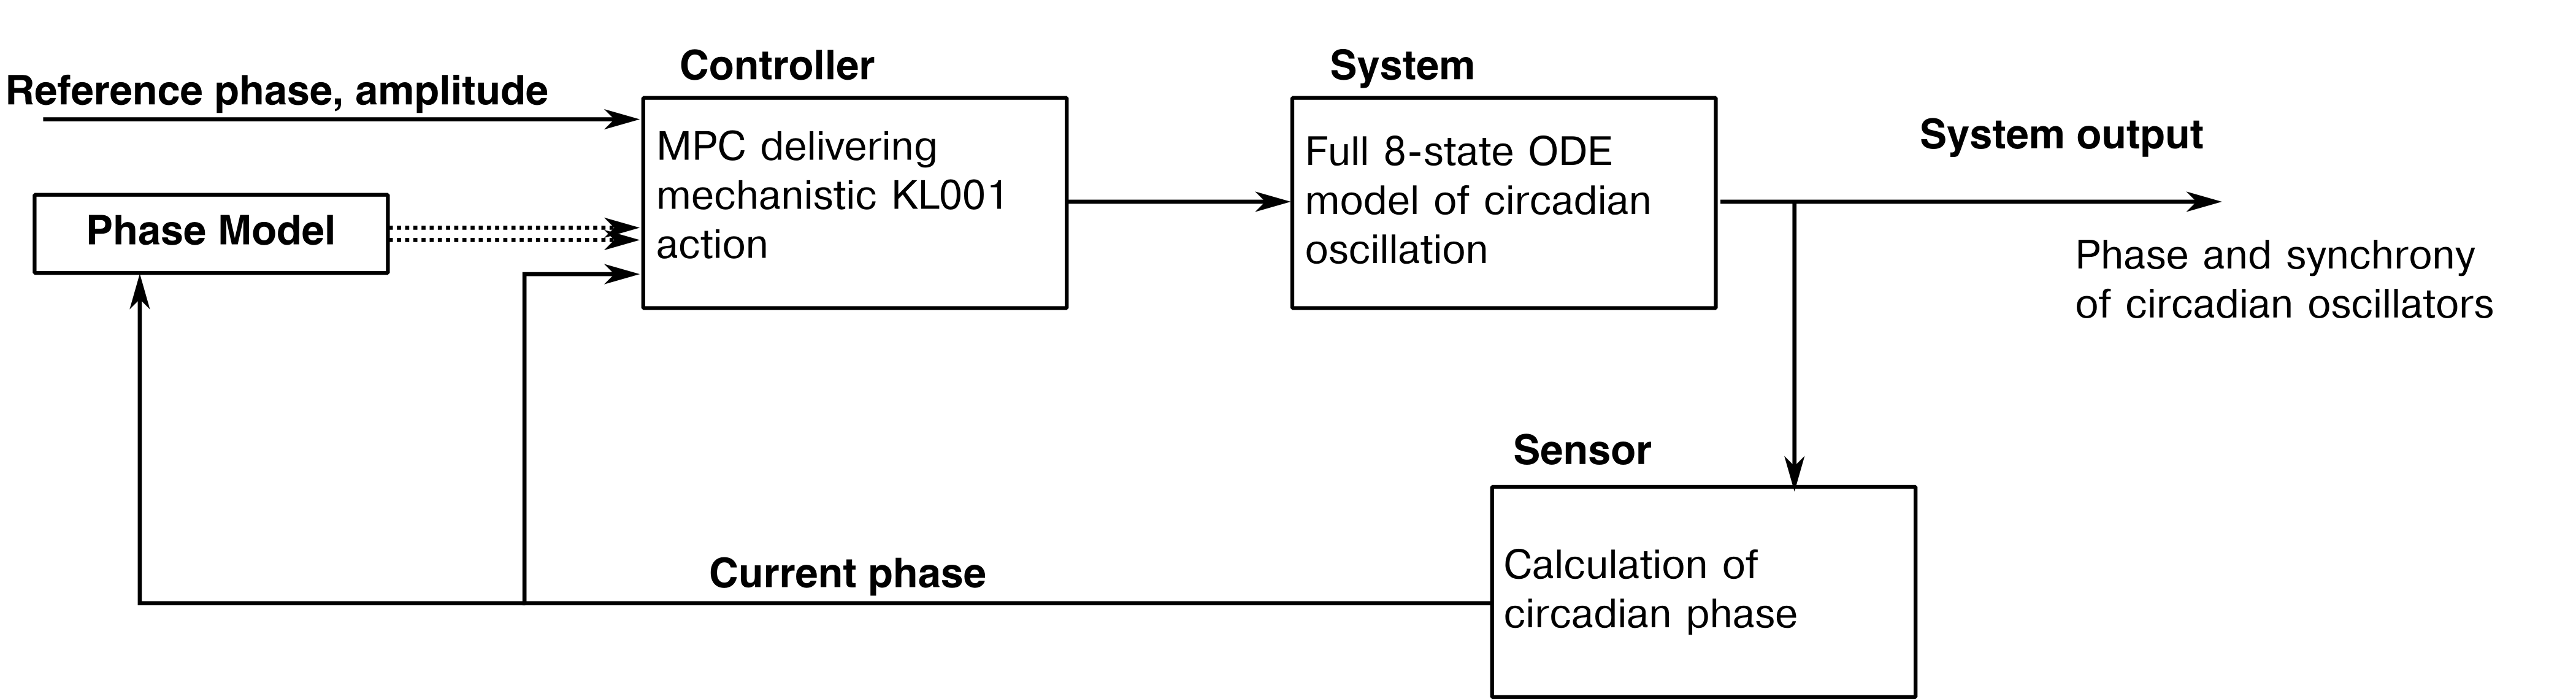 Controller
System
Reference phase, amplitude
MPC delivering
mechanistic KL001
action
Full 8-state ODE
model of circadian
oscillation
System output
Phase Model
Phase and synchrony
of circadian oscillators
Sensor
Current phase
Calculation of
circadian phase